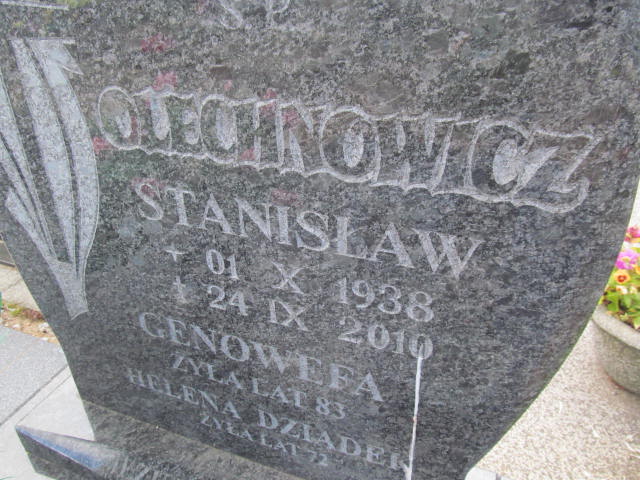 OLECHNOWICZ
STANISŁAW
* 01 X 1938
+ 24 IX 2010
GENOWEFA
ŻYŁA LAT 83
HELENA DZIADEK
ŻYŁA LAT 72